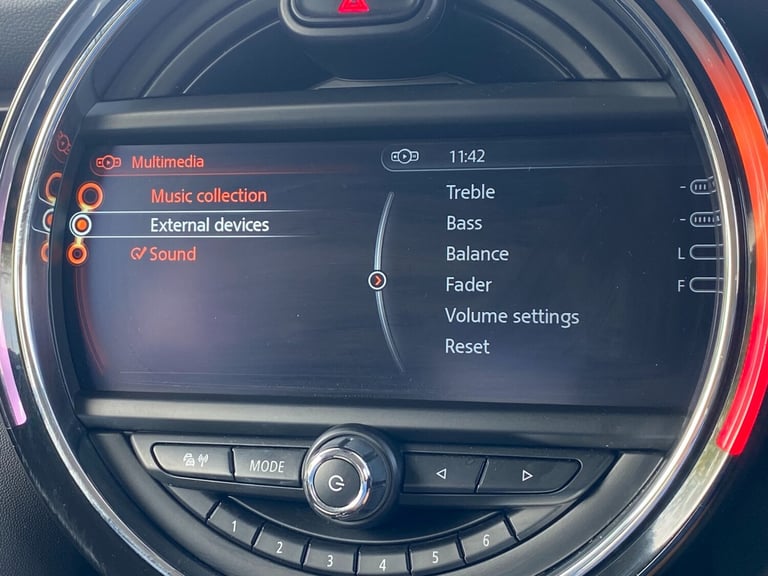 Multimedia
11:42
Music collection
External devices
Sound
Treble -
Bass -
Balance L
Fader F
Volume settings
Reset
MODE
1 2 3 4 5 6